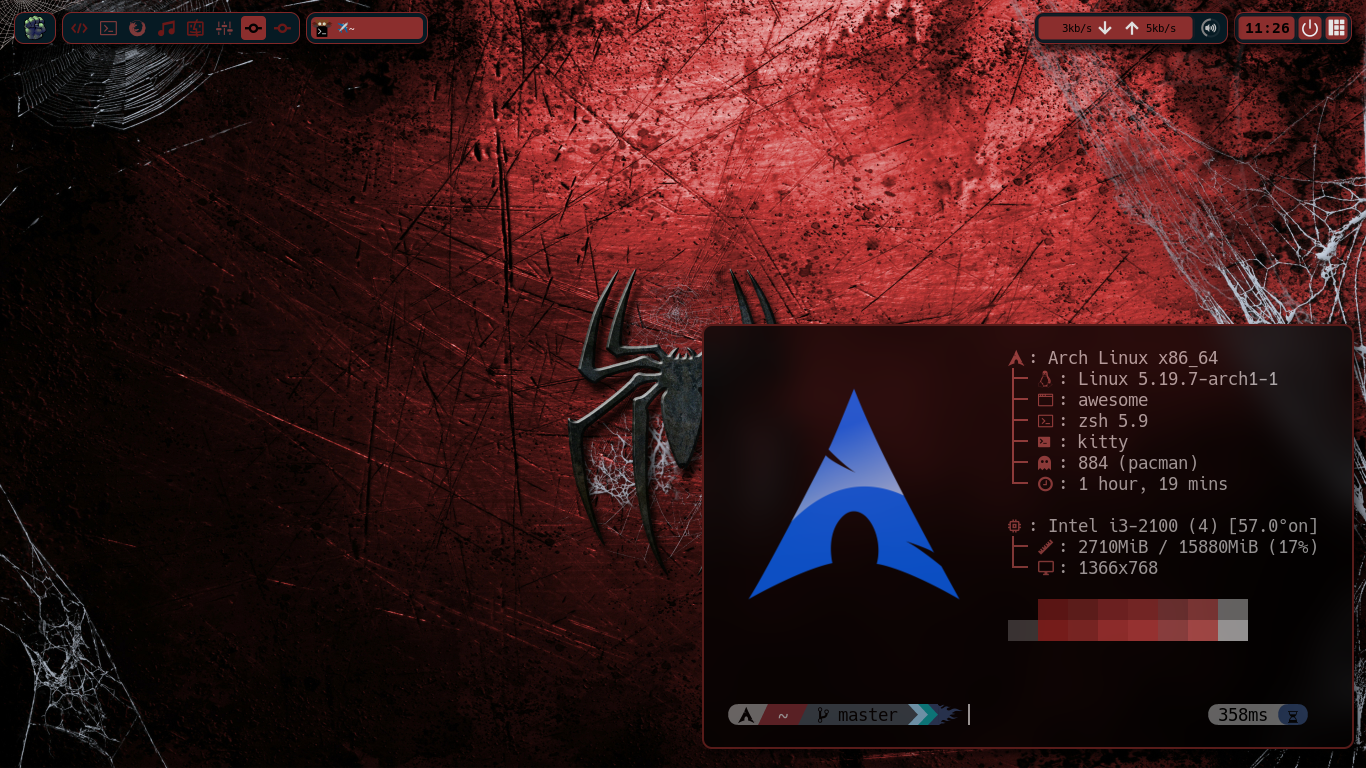 ~
3kb/s 5kb/s
11:26
: Arch Linux x86_64
: Linux 5.19.7-arch1-1
: awesome
: zsh 5.9
: kitty
: 884 (pacman)
: 1 hour, 19 mins
: Intel i3-2100 (4) [57.0°on]
: 2710MiB / 15880MiB (17%)
: 1366x768
~ master 358ms